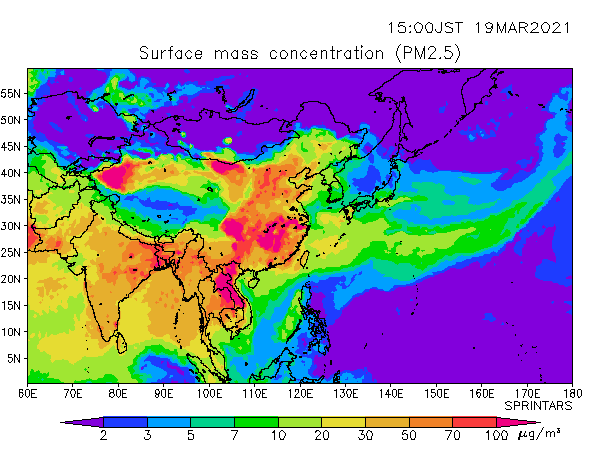 15:00JST 19MAR2021
Surface mass concentration (PM2.5)
55N
50N
45N
40N
35N
30N
25N
20N
15N
10N
5N
60E 70E 80E 90E 100E 110E 120E 130E 140E 150E 160E 170E 180
SPRINTARS
2 3 5 7 10 20 30 50 70 100 μg/m³